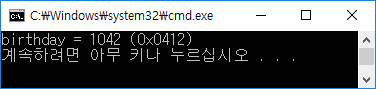 C:₩Windows₩system32₩cmd.exe
birthday = 1042 (0x0412)
계속하려면 아무 키나 누르십시오 . . .